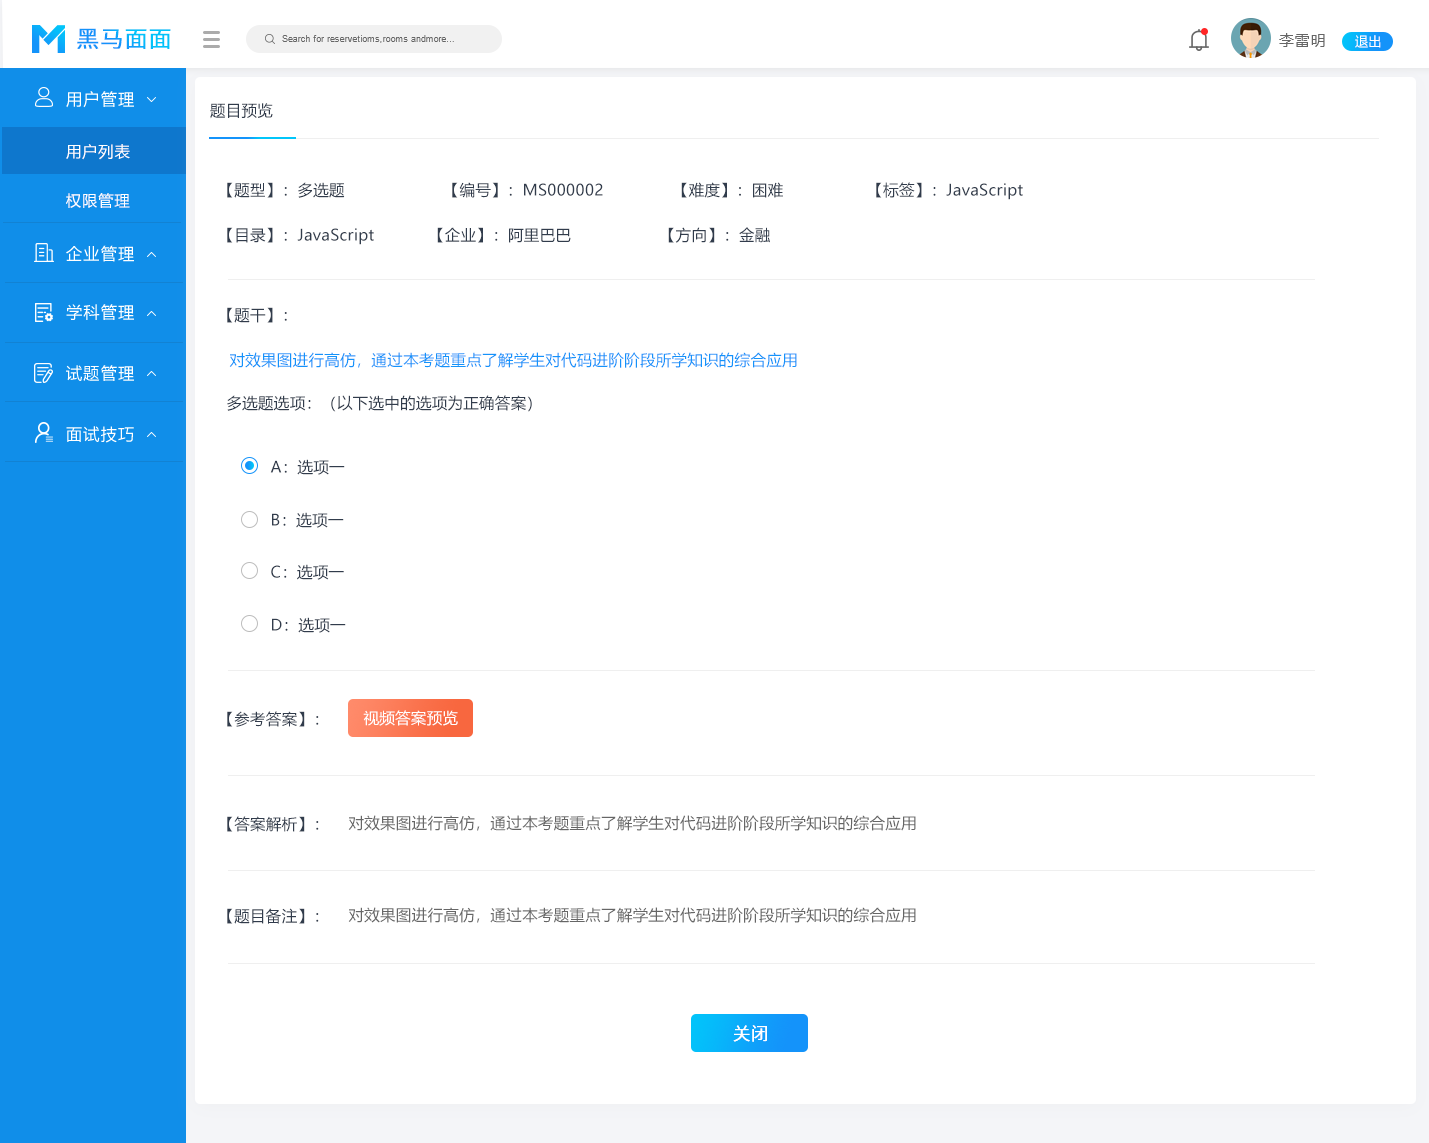 黑马面面
Search for reservetioms,rooms andmore...
李雷明
退出
用户管理
用户列表
权限管理
企业管理
学科管理
试题管理
面试技巧
题目预览
【题型】：多选题 【编号】：MS000002 【难度】：困难 【标签】：JavaScript
【目录】：JavaScript 【企业】：阿里巴巴 【方向】：金融
【题干】：
对效果图进行高仿，通过本考题重点了解学生对代码进阶阶段所学知识的综合应用
多选题选项：（以下选中的选项为正确答案）
A：选项一
B：选项一
C：选项一
D：选项一
【参考答案】： 视频答案预览
【答案解析】： 对效果图进行高仿，通过本考题重点了解学生对代码进阶阶段所学知识的综合应用
【题目备注】： 对效果图进行高仿，通过本考题重点了解学生对代码进阶阶段所学知识的综合应用
关闭